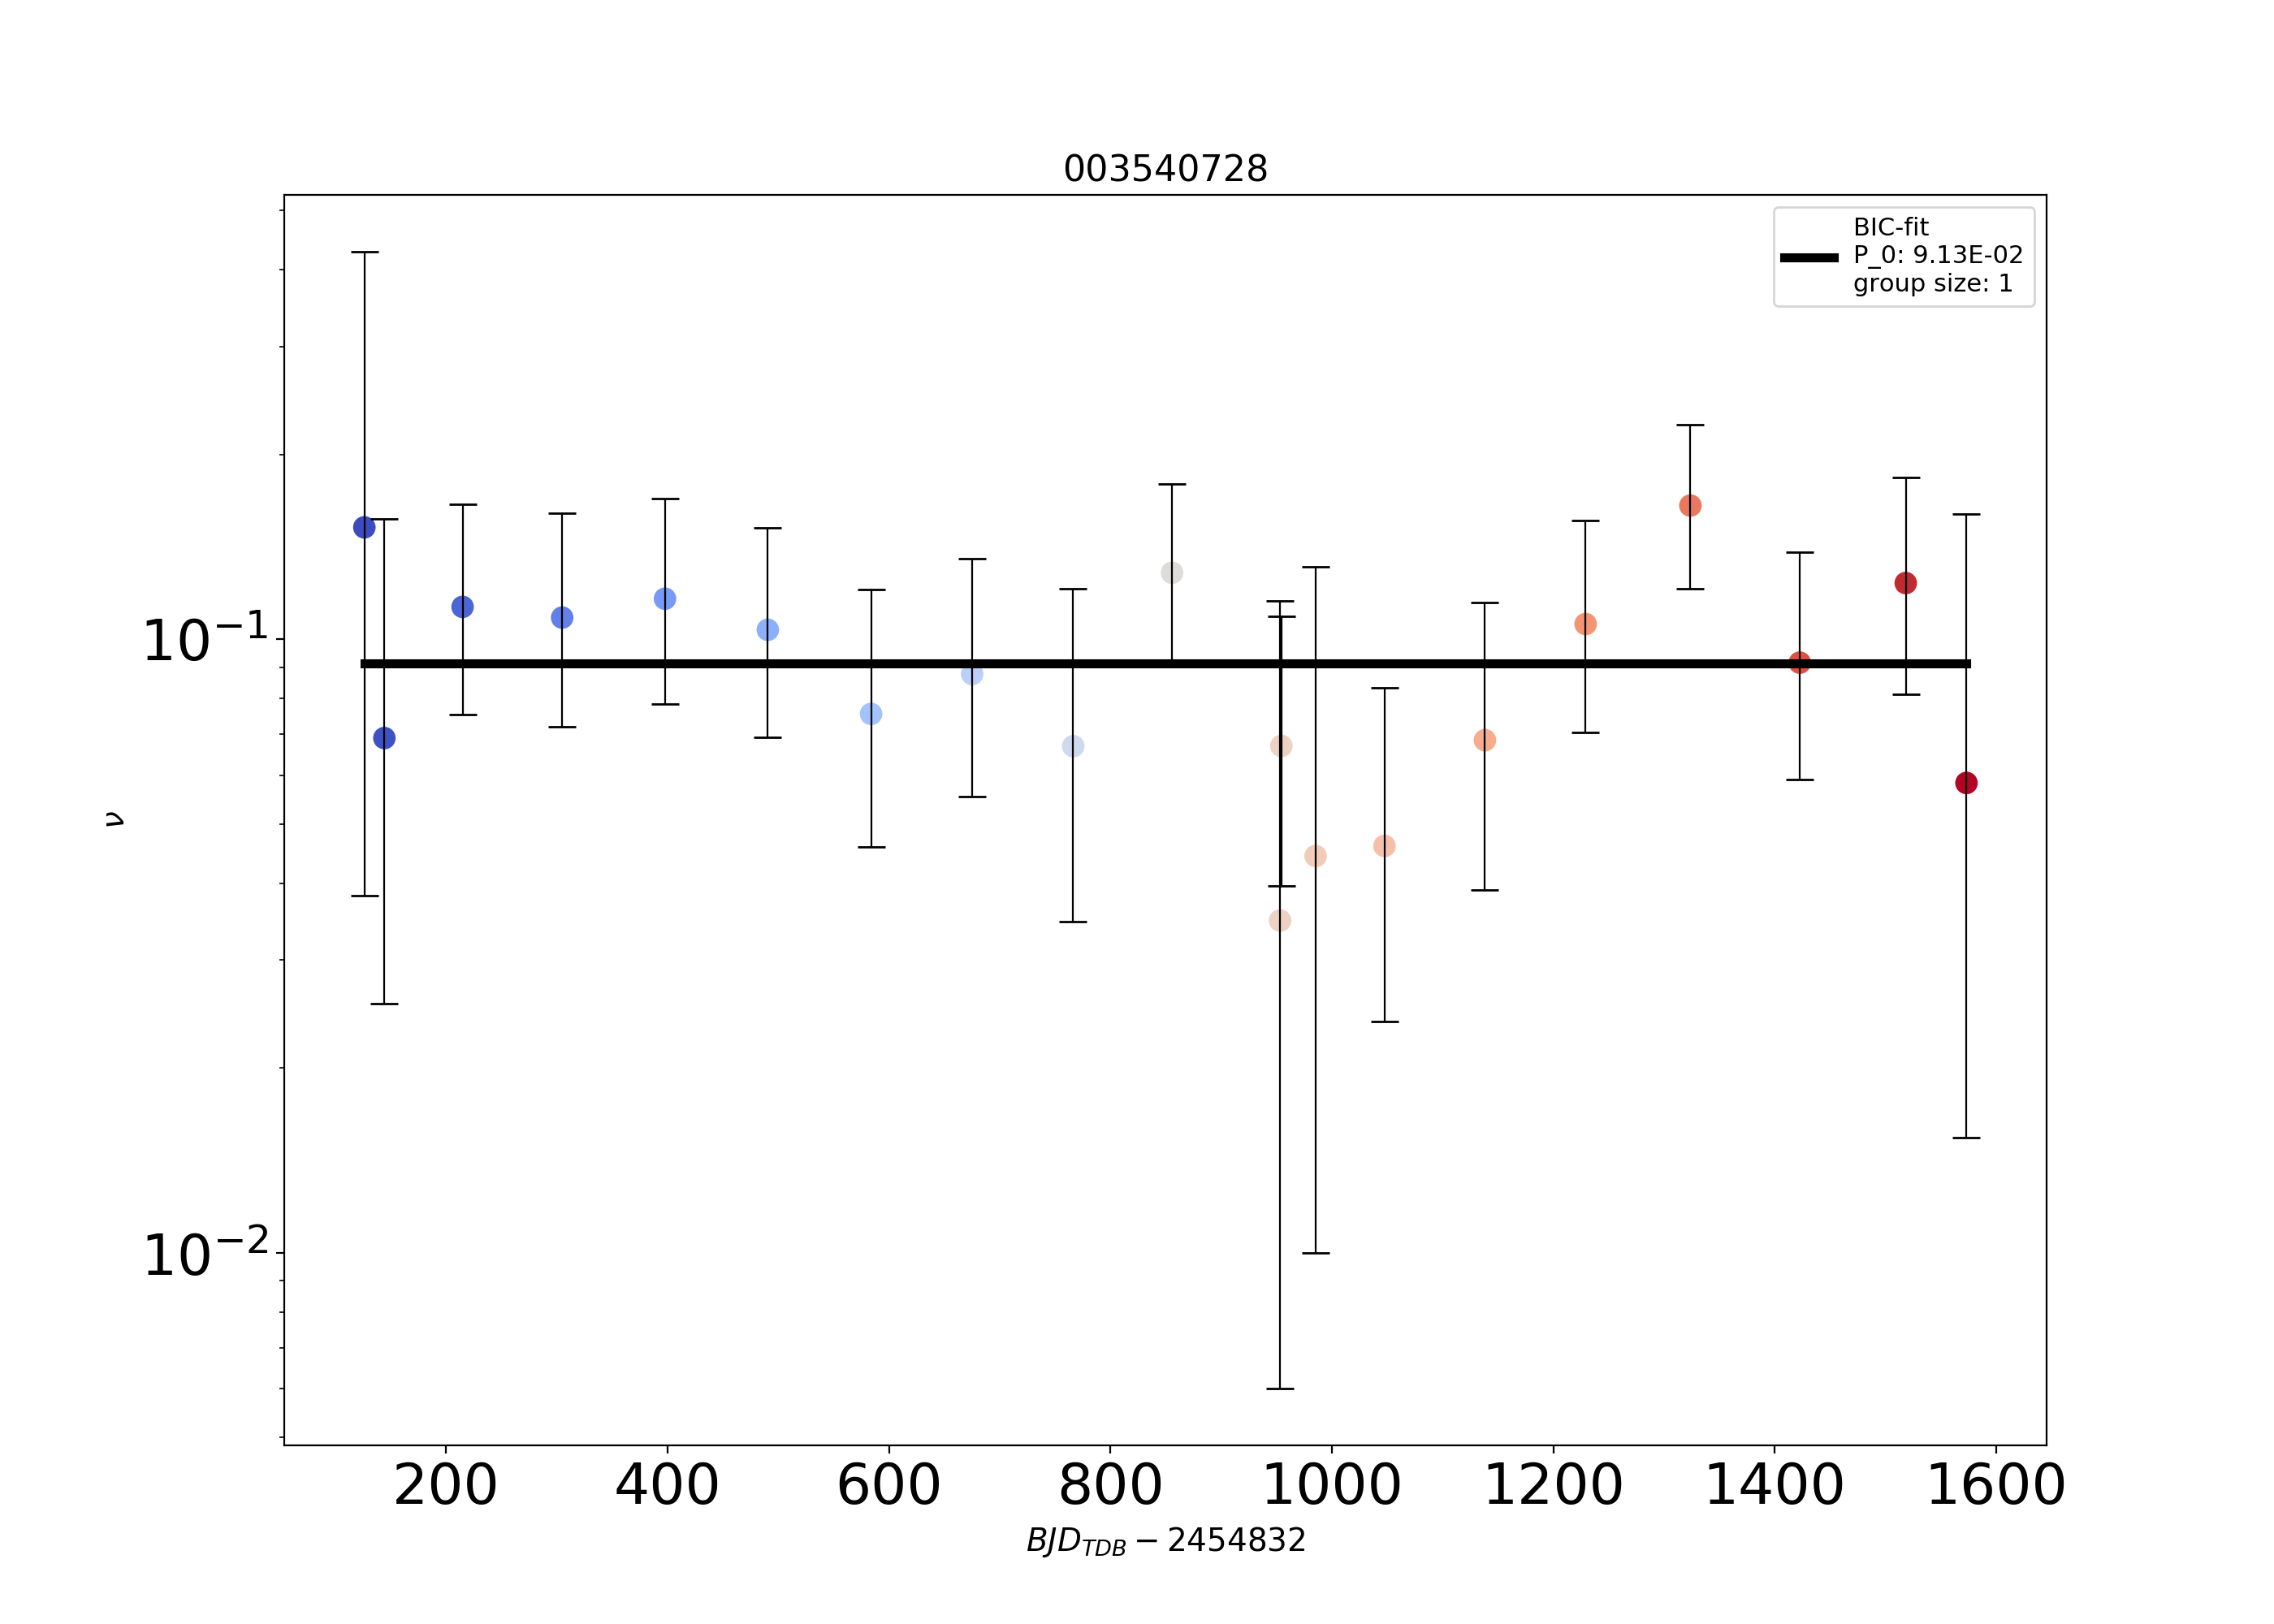 003540728
BIC-fit
P_0: 9.13E-02
group size: 1
10⁻¹
ν
10⁻²
200 400 600 800 1000 1200 1400 1600
BJD_TDB − 2454832